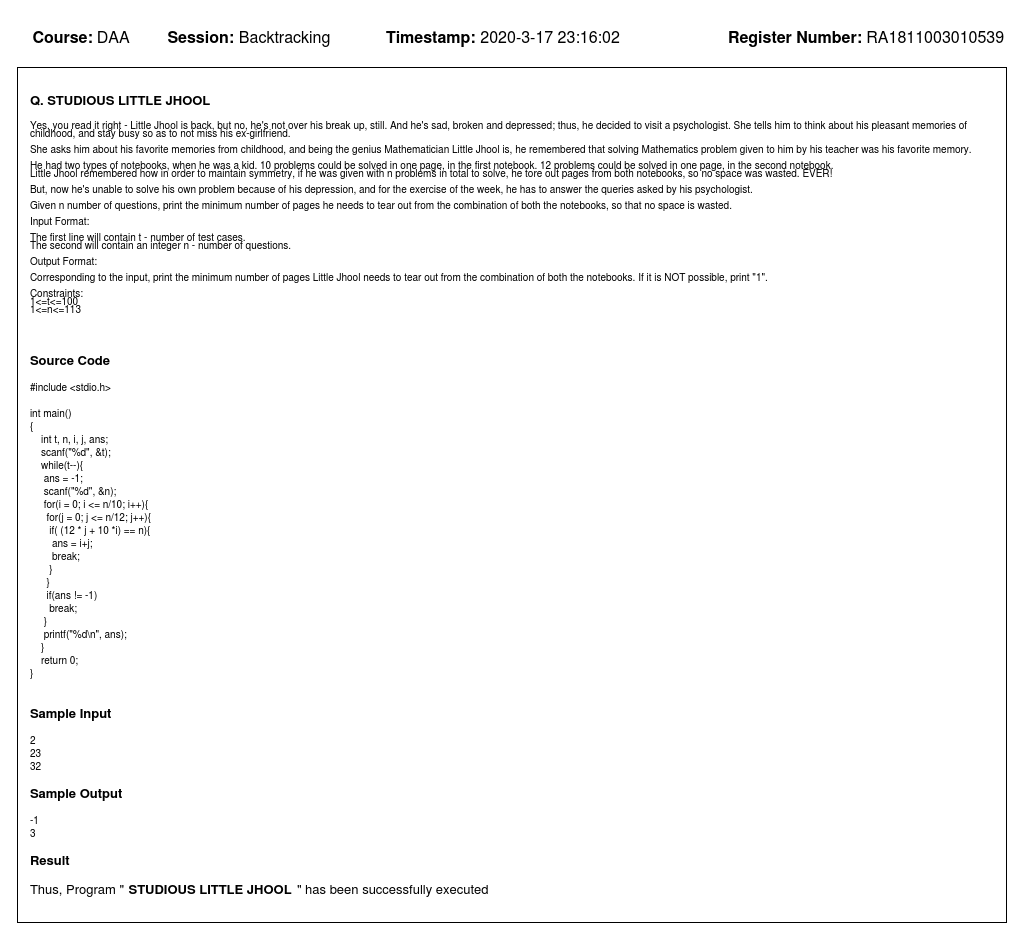 Course: DAA Session: Backtracking Timestamp: 2020-3-17 23:16:02 Register Number: RA1811003010539
Q. STUDIOUS LITTLE JHOOL
Yes, you read it right - Little Jhool is back, but no, he's not over his break up, still. And he's sad, broken and depressed; thus, he decided to visit a psychologist. She tells him to think about his pleasant memories of
childhood, and stay busy so as to not miss his ex-girlfriend.
She asks him about his favorite memories from childhood, and being the genius Mathematician Little Jhool is, he remembered that solving Mathematics problem given to him by his teacher was his favorite memory.
He had two types of notebooks, when he was a kid. 10 problems could be solved in one page, in the first notebook. 12 problems could be solved in one page, in the second notebook.
Little Jhool remembered how in order to maintain symmetry, if he was given with n problems in total to solve, he tore out pages from both notebooks, so no space was wasted. EVER!
But, now he's unable to solve his own problem because of his depression, and for the exercise of the week, he has to answer the queries asked by his psychologist.
Given n number of questions, print the minimum number of pages he needs to tear out from the combination of both the notebooks, so that no space is wasted.
Input Format:
The first line will contain t - number of test cases.
The second will contain an integer n - number of questions.
Output Format:
Corresponding to the input, print the minimum number of pages Little Jhool needs to tear out from the combination of both the notebooks. If it is NOT possible, print "1".
Constraints:
1<=t<=100
1<=n<=113
Source Code
#include <stdio.h>
int main()
{
int t, n, i, j, ans;
scanf("%d", &t);
while(t--){
ans = -1;
scanf("%d", &n);
for(i = 0; i <= n/10; i++){
for(j = 0; j <= n/12; j++){
if( (12 * j + 10 *i) == n){
ans = i+j;
break;
}
}
if(ans != -1)
break;
}
printf("%d\n", ans);
}
return 0;
}
Sample Input
2
23
32
Sample Output
-1
3
Result
Thus, Program " STUDIOUS LITTLE JHOOL " has been successfully executed